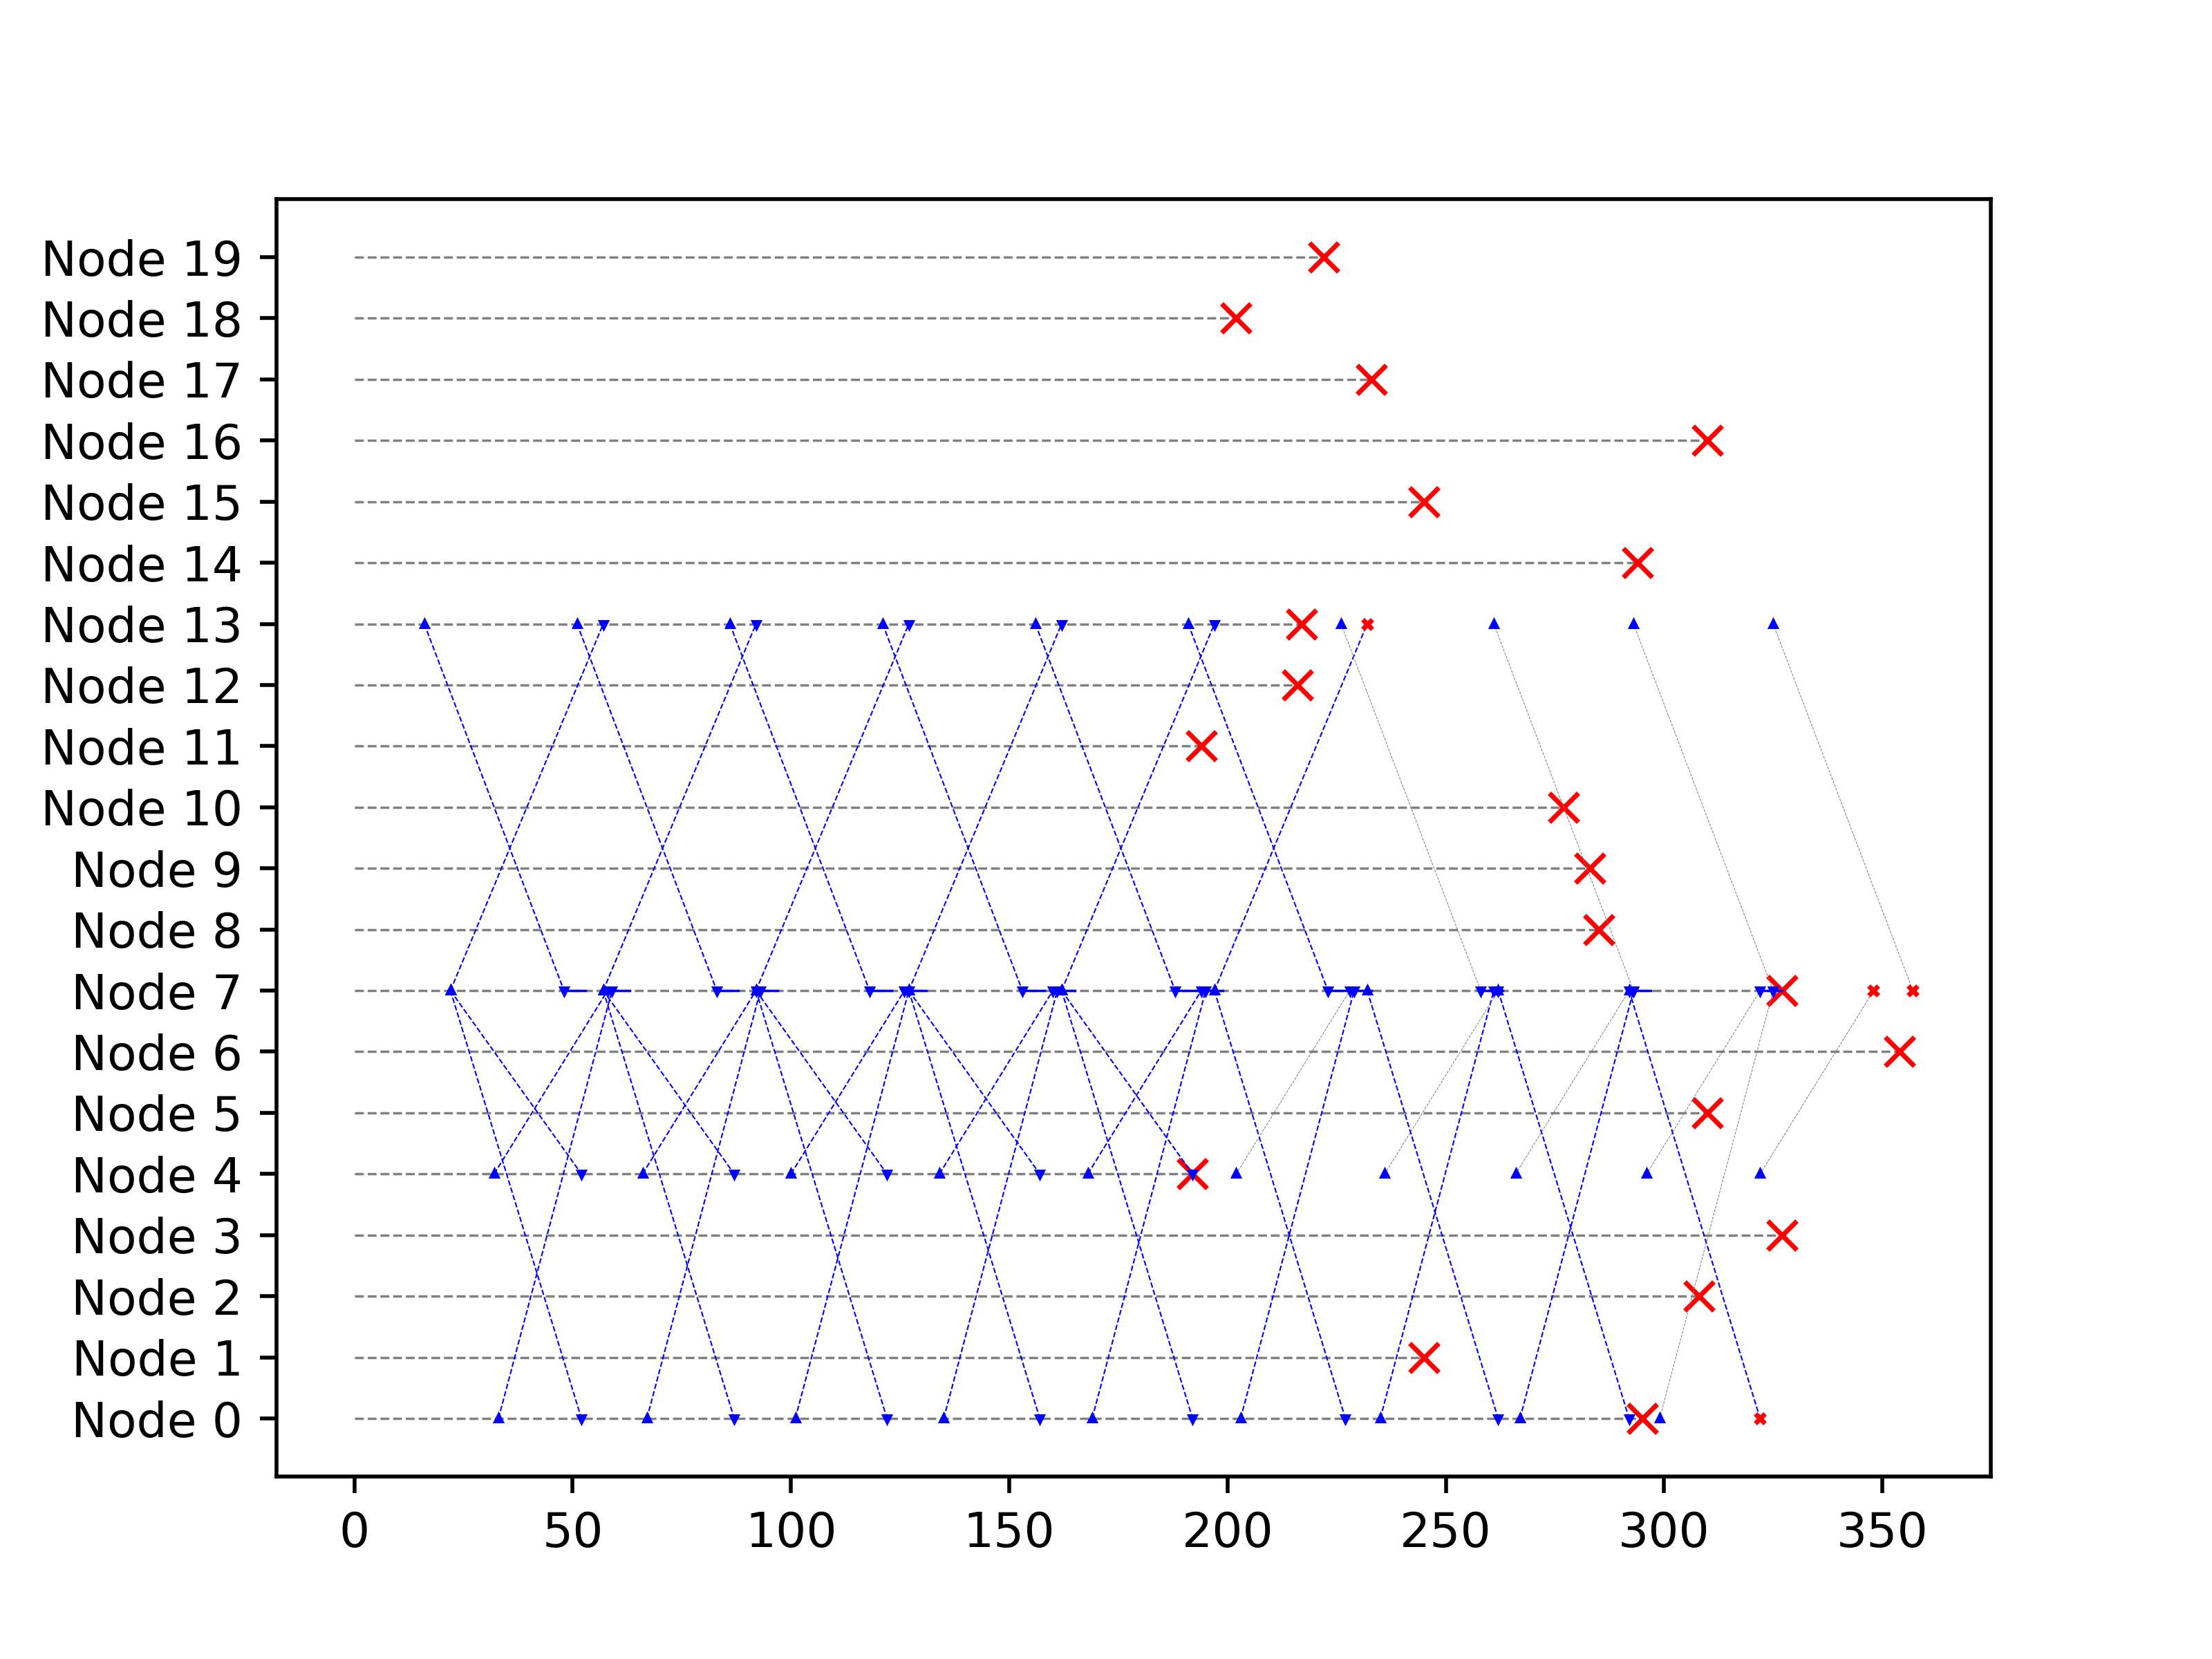 Node 19
Node 18
Node 17
Node 16
Node 15
Node 14
Node 13
Node 12
Node 11
Node 10
Node 9
Node 8
Node 7
Node 6
Node 5
Node 4
Node 3
Node 2
Node 1
Node 0
0 50 100 150 200 250 300 350